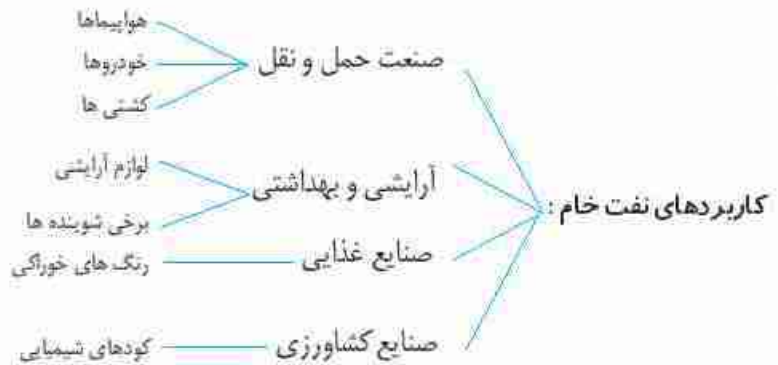 کاربردهای نفت خام :
صنعت حمل و نقل
هواپیماها
خودروها
کشتی ها
آرایشی و بهداشتی
لوازم آرایشی
برخی شوینده ها
صنایع غذایی
رنگ های خوراکی
صنایع کشاورزی
کودهای شیمیایی